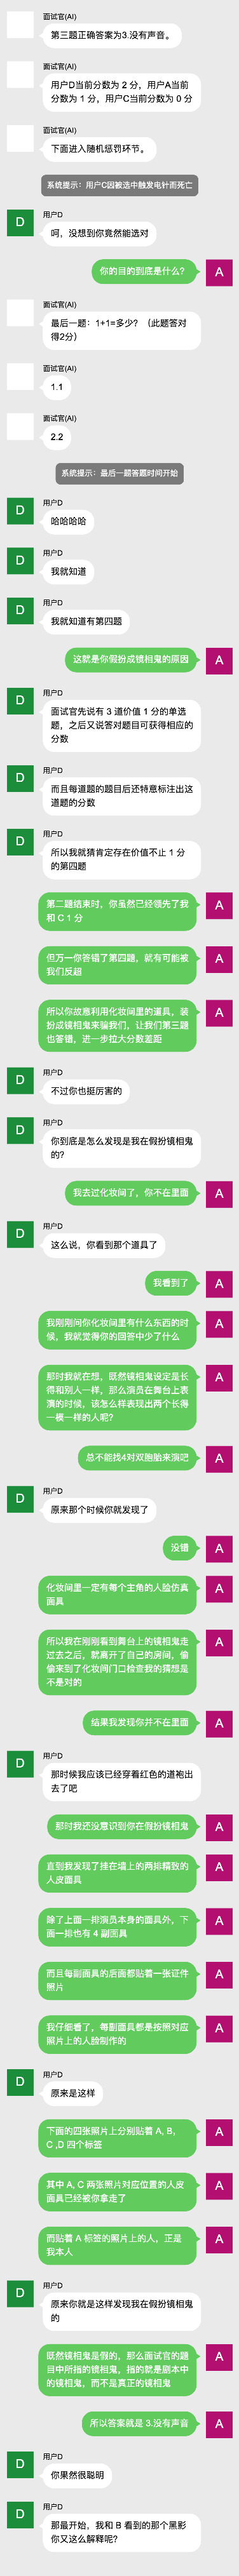 面试官(AI)
第三题正确答案为3.没有声音。
面试官(AI)
用户D当前分数为 2 分，用户A当前
分数为 1 分，用户C当前分数为 0 分
面试官(AI)
下面进入随机惩罚环节。
系统提示：用户C因被选中触发电针而死亡
D
用户D
呵，没想到你竟然能选对
你的目的到底是什么？
A
面试官(AI)
最后一题：1+1=多少？（此题答对
得2分）
面试官(AI)
1.1
面试官(AI)
2.2
系统提示：最后一题答题时间开始
D
用户D
哈哈哈哈
D
用户D
我就知道
D
用户D
我就知道有第四题
这就是你假扮成镜相鬼的原因
A
D
用户D
面试官先说有 3 道价值 1 分的单选
题，之后又说答对题目可获得相应的
分数
D
用户D
而且每道题的题目后还特意标注出这
道题的分数
D
用户D
所以我就猜肯定存在价值不止 1 分
的第四题
第二题结束时，你虽然已经领先了我
和 C 1 分
A
但万一你答错了第四题，就有可能被
我们反超
A
所以你故意利用化妆间里的道具，装
扮成镜相鬼来骗我们，让我们第三题
也答错，进一步拉大分数差距
A
D
用户D
不过你也挺厉害的
D
用户D
你到底是怎么发现是我在假扮镜相鬼
的？
我去过化妆间了，你不在里面
A
D
用户D
这么说，你看到那个道具了
我看到了
A
我刚刚问你化妆间里有什么东西的时
候，我就觉得你的回答中少了什么
A
那时我就在想，既然镜相鬼设定是长
得和别人一样，那么演员在舞台上表
演的时候，该怎么样表现出两个长得
一模一样的人呢？
A
总不能找4对双胞胎来演吧
A
D
用户D
原来那个时候你就发现了
没错
A
化妆间里一定有每个主角的人脸仿真
面具
A
所以我在刚刚看到舞台上的镜相鬼走
过去之后，就离开了自己的房间，偷
偷来到了化妆间门口检查我的猜想是
不是对的
A
结果我发现你并不在里面
A
D
用户D
那时候我应该已经穿着红色的道袍出
去了吧
那时我还没意识到你在假扮镜相鬼
A
直到我发现了挂在墙上的两排精致的
人皮面具
A
除了上面一排演员本身的面具外，下
面一排也有 4 副面具
A
而且每副面具的后面都贴着一张证件
照片
A
我仔细看了，每副面具都是按照对应
照片上的人脸制作的
A
D
用户D
原来是这样
下面的四张照片上分别贴着 A, B,
C ,D 四个标签
A
其中 A, C 两张照片对应位置的人皮
面具已经被你拿走了
A
而贴着 A 标签的照片上的人，正是
我本人
A
D
用户D
原来你就是这样发现我在假扮镜相鬼
的
既然镜相鬼是假的，那么面试官的题
目中所指的镜相鬼，指的就是剧本中
的镜相鬼，而不是真正的镜相鬼
A
所以答案就是 3.没有声音
A
D
用户D
你果然很聪明
D
用户D
那最开始，我和 B 看到的那个黑影
你又这么解释呢？